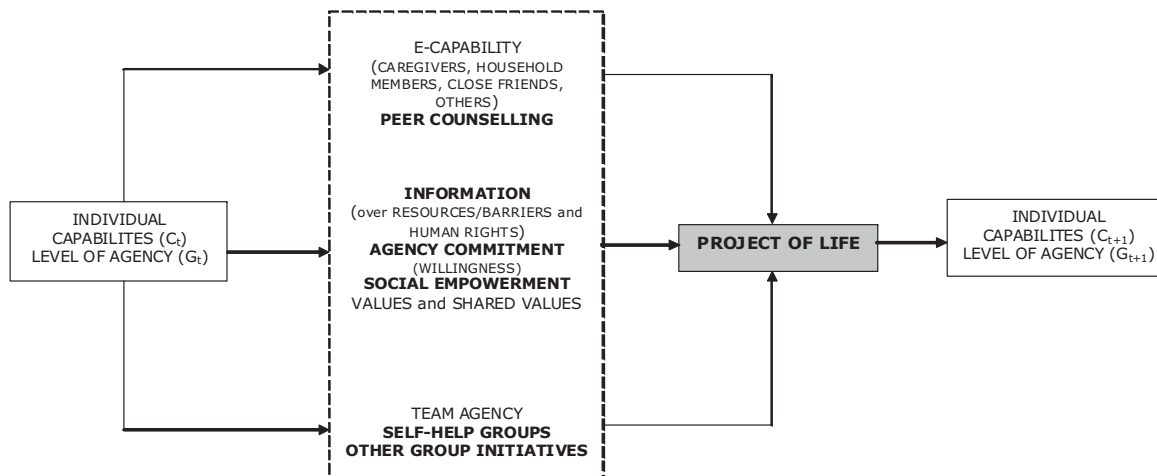 E-CAPABILITY
(CAREGIVERS, HOUSEHOLD
MEMBERS, CLOSE FRIENDS,
OTHERS)
PEER COUNSELLING
INDIVIDUAL
CAPABILITES (Ct)
LEVEL OF AGENCY (Gt)
INFORMATION
(over RESOURCES/BARRIERS and
HUMAN RIGHTS)
AGENCY COMMITMENT
(WILLINGNESS)
SOCIAL EMPOWERMENT
VALUES and SHARED VALUES
PROJECT OF LIFE
INDIVIDUAL
CAPABILITES (Ct+1)
LEVEL OF AGENCY (Gt+1)
TEAM AGENCY
SELF-HELP GROUPS
OTHER GROUP INITIATIVES